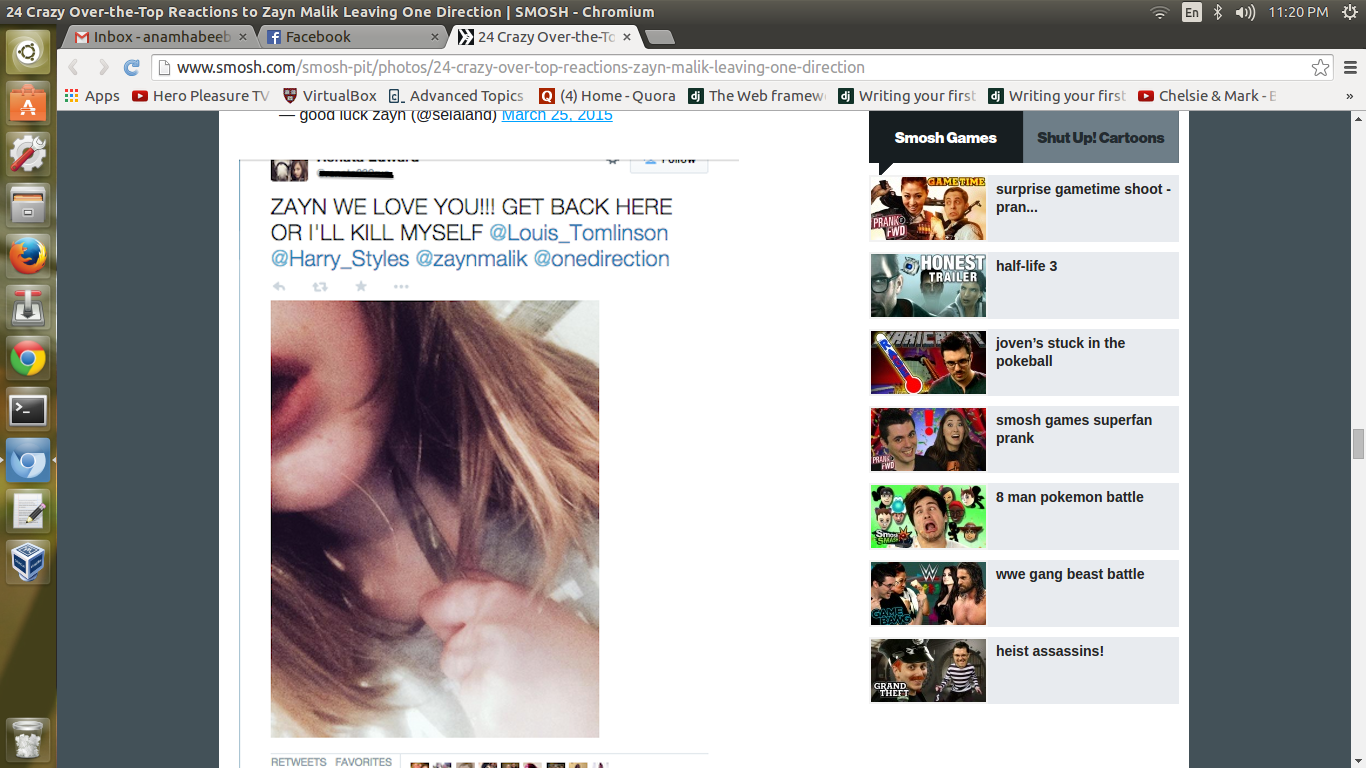 24 Crazy Over-the-Top Reactions to Zayn Malik Leaving One Direction | SMOSH - Chromium
En
11:20 PM
Inbox - anamhabeeb
Facebook
24 Crazy Over-the-To
www.smosh.com/smosh-pit/photos/24-crazy-over-top-reactions-zayn-malik-leaving-one-direction
Apps
Hero Pleasure TV
VirtualBox
Advanced Topics
(4) Home - Quora
The Web framew
Writing your first
Writing your first
Chelsie & Mark - E
»
— good luck zayn (@selaland) March 25, 2015
Follow
ZAYN WE LOVE YOU!!! GET BACK HERE
OR I'LL KILL MYSELF @Louis_Tomlinson
@Harry_Styles @zaynmalik @onedirection
RETWEETS FAVORITES
Smosh Games
Shut Up! Cartoons
GAMETIME
PRANK
FWD
surprise gametime shoot -
pran...
HONEST
TRAILER
half-life 3
joven’s stuck in the
pokeball
PRANK
FWD
smosh games superfan
prank
8 man pokemon battle
GAME
BANG
wwe gang beast battle
GRAND
THEFT
heist assassins!